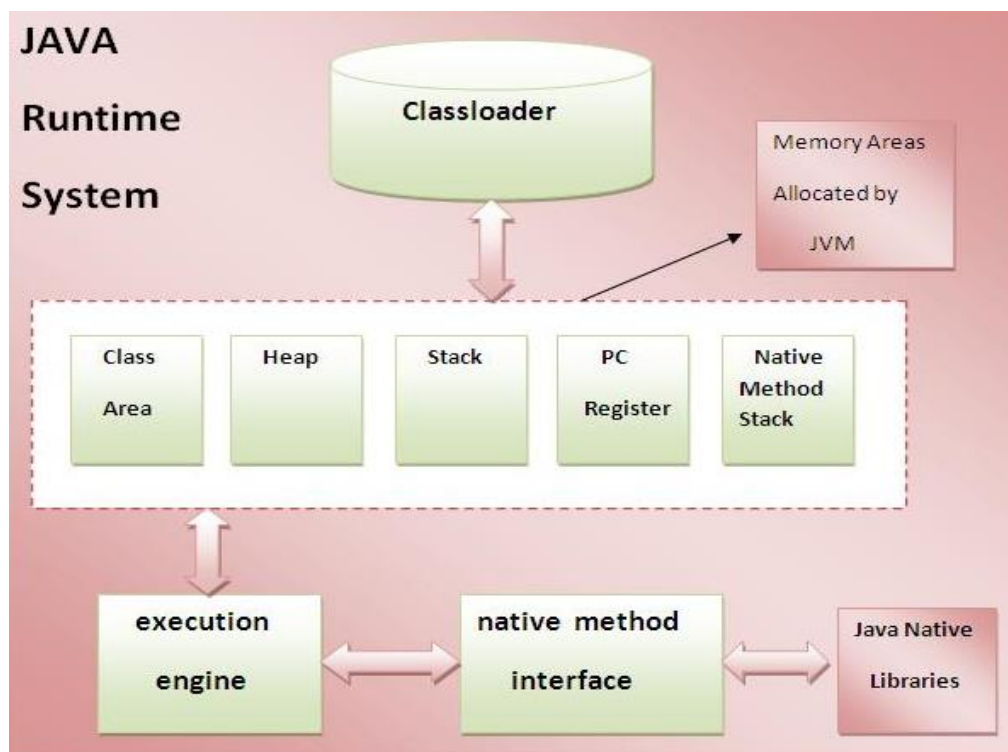 JAVA
Runtime
System
Classloader
Memory Areas
Allocated by
JVM
Class
Area
Heap
Stack
PC
Register
Native
Method
Stack
execution
engine
native method
interface
Java Native
Libraries